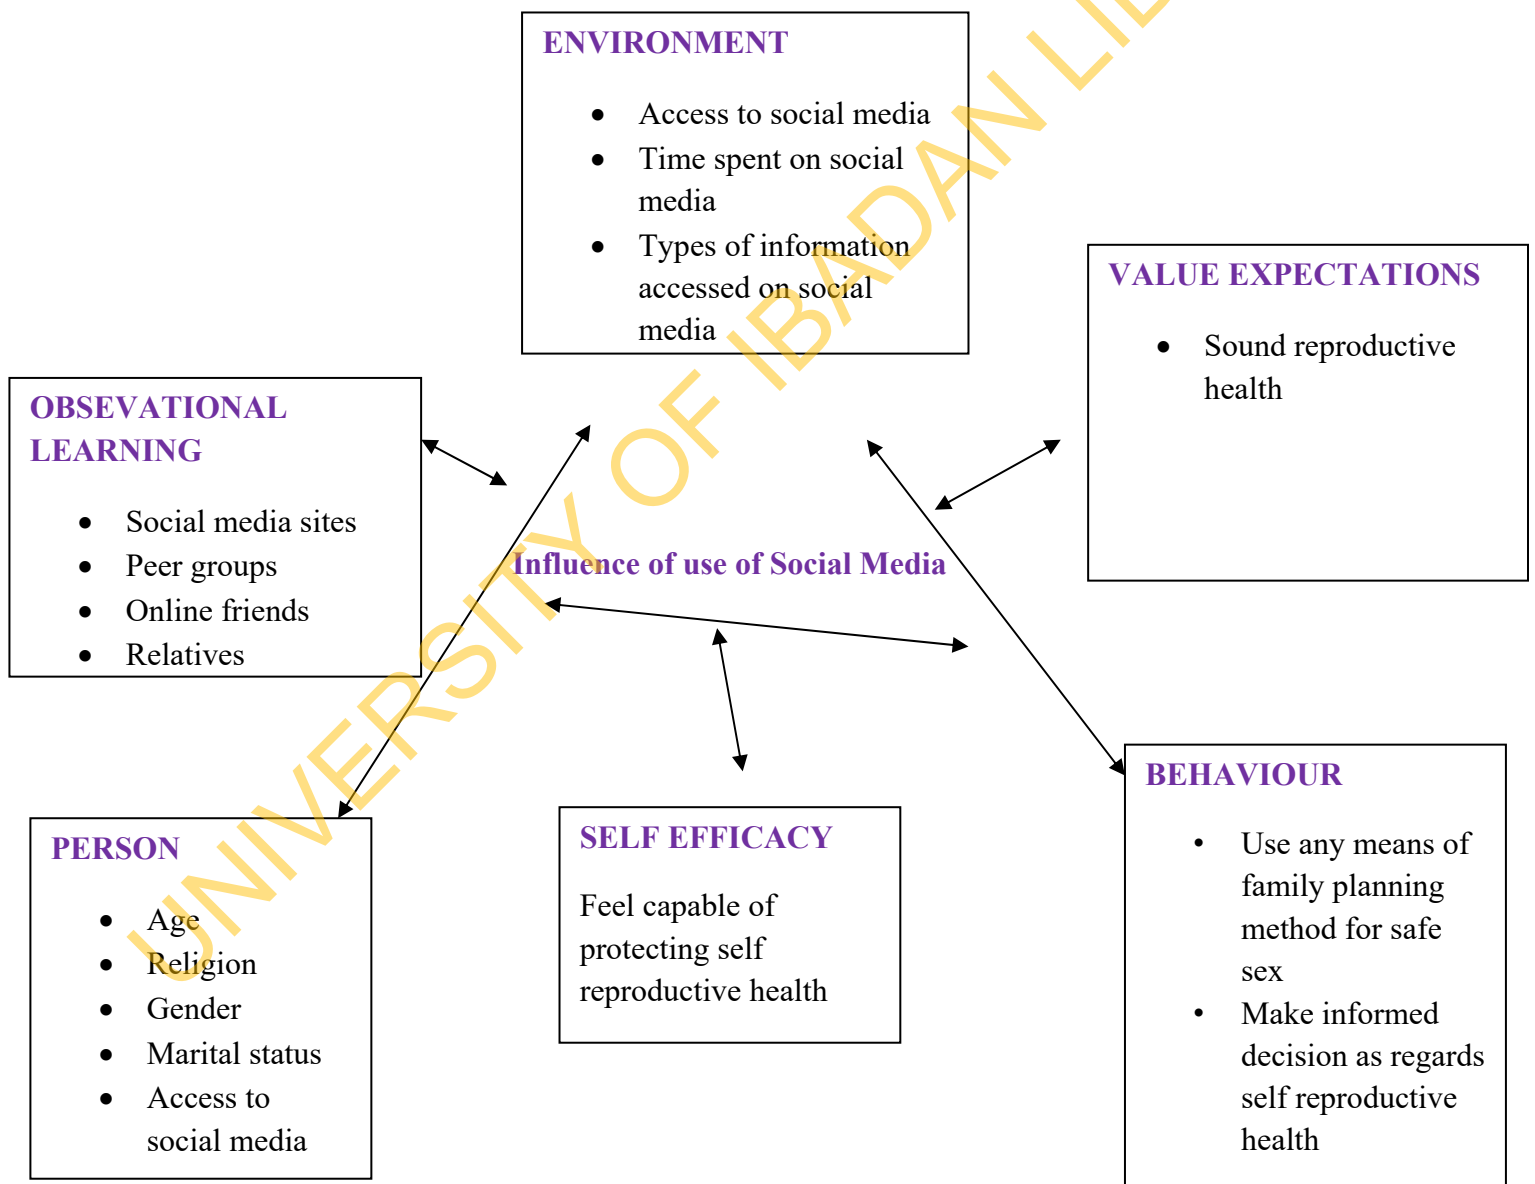 ENVIRONMENT
• Access to social media
• Time spent on social
media
• Types of information
accessed on social
media
VALUE EXPECTATIONS
• Sound reproductive
health
OBSEVATIONAL
LEARNING
• Social media sites
• Peer groups
• Online friends
• Relatives
Influence of use of Social Media
PERSON
• Age
• Religion
• Gender
• Marital status
• Access to
social media
SELF EFFICACY
Feel capable of
protecting self
reproductive health
BEHAVIOUR
• Use any means of
family planning
method for safe
sex
• Make informed
decision as regards
self reproductive
health
UNIVERSITY OF IBADAN